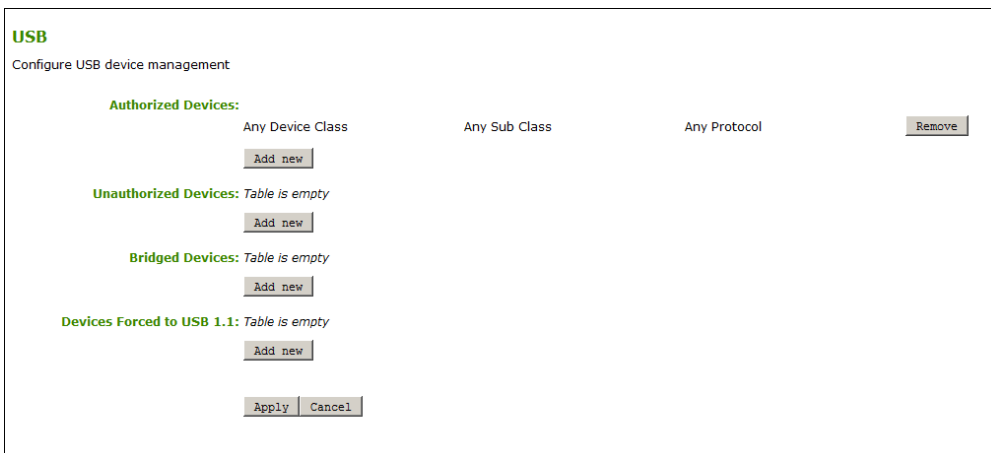 USB
Configure USB device management
Authorized Devices:
Any Device Class Any Sub Class Any Protocol Remove
Add new
Unauthorized Devices: Table is empty
Add new
Bridged Devices: Table is empty
Add new
Devices Forced to USB 1.1: Table is empty
Add new
Apply Cancel